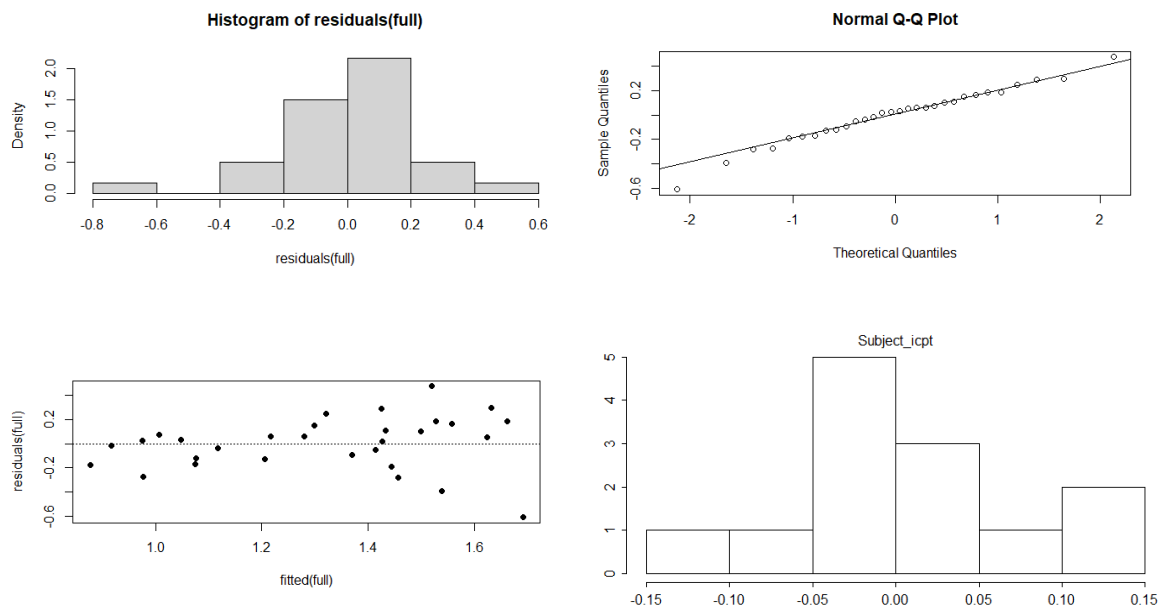 Histogram of residuals(full)
Density
0.0 0.5 1.0 1.5 2.0
-0.8 -0.6 -0.4 -0.2 0.0 0.2 0.4 0.6
residuals(full)
Normal Q-Q Plot
Sample Quantiles
-0.6 -0.2 0.2
-2 -1 0 1 2
Theoretical Quantiles
residuals(full)
-0.6 -0.2 0.2
1.0 1.2 1.4 1.6
fitted(full)
Subject_icpt
0 1 2 3 4 5
-0.15 -0.10 -0.05 0.00 0.05 0.10 0.15